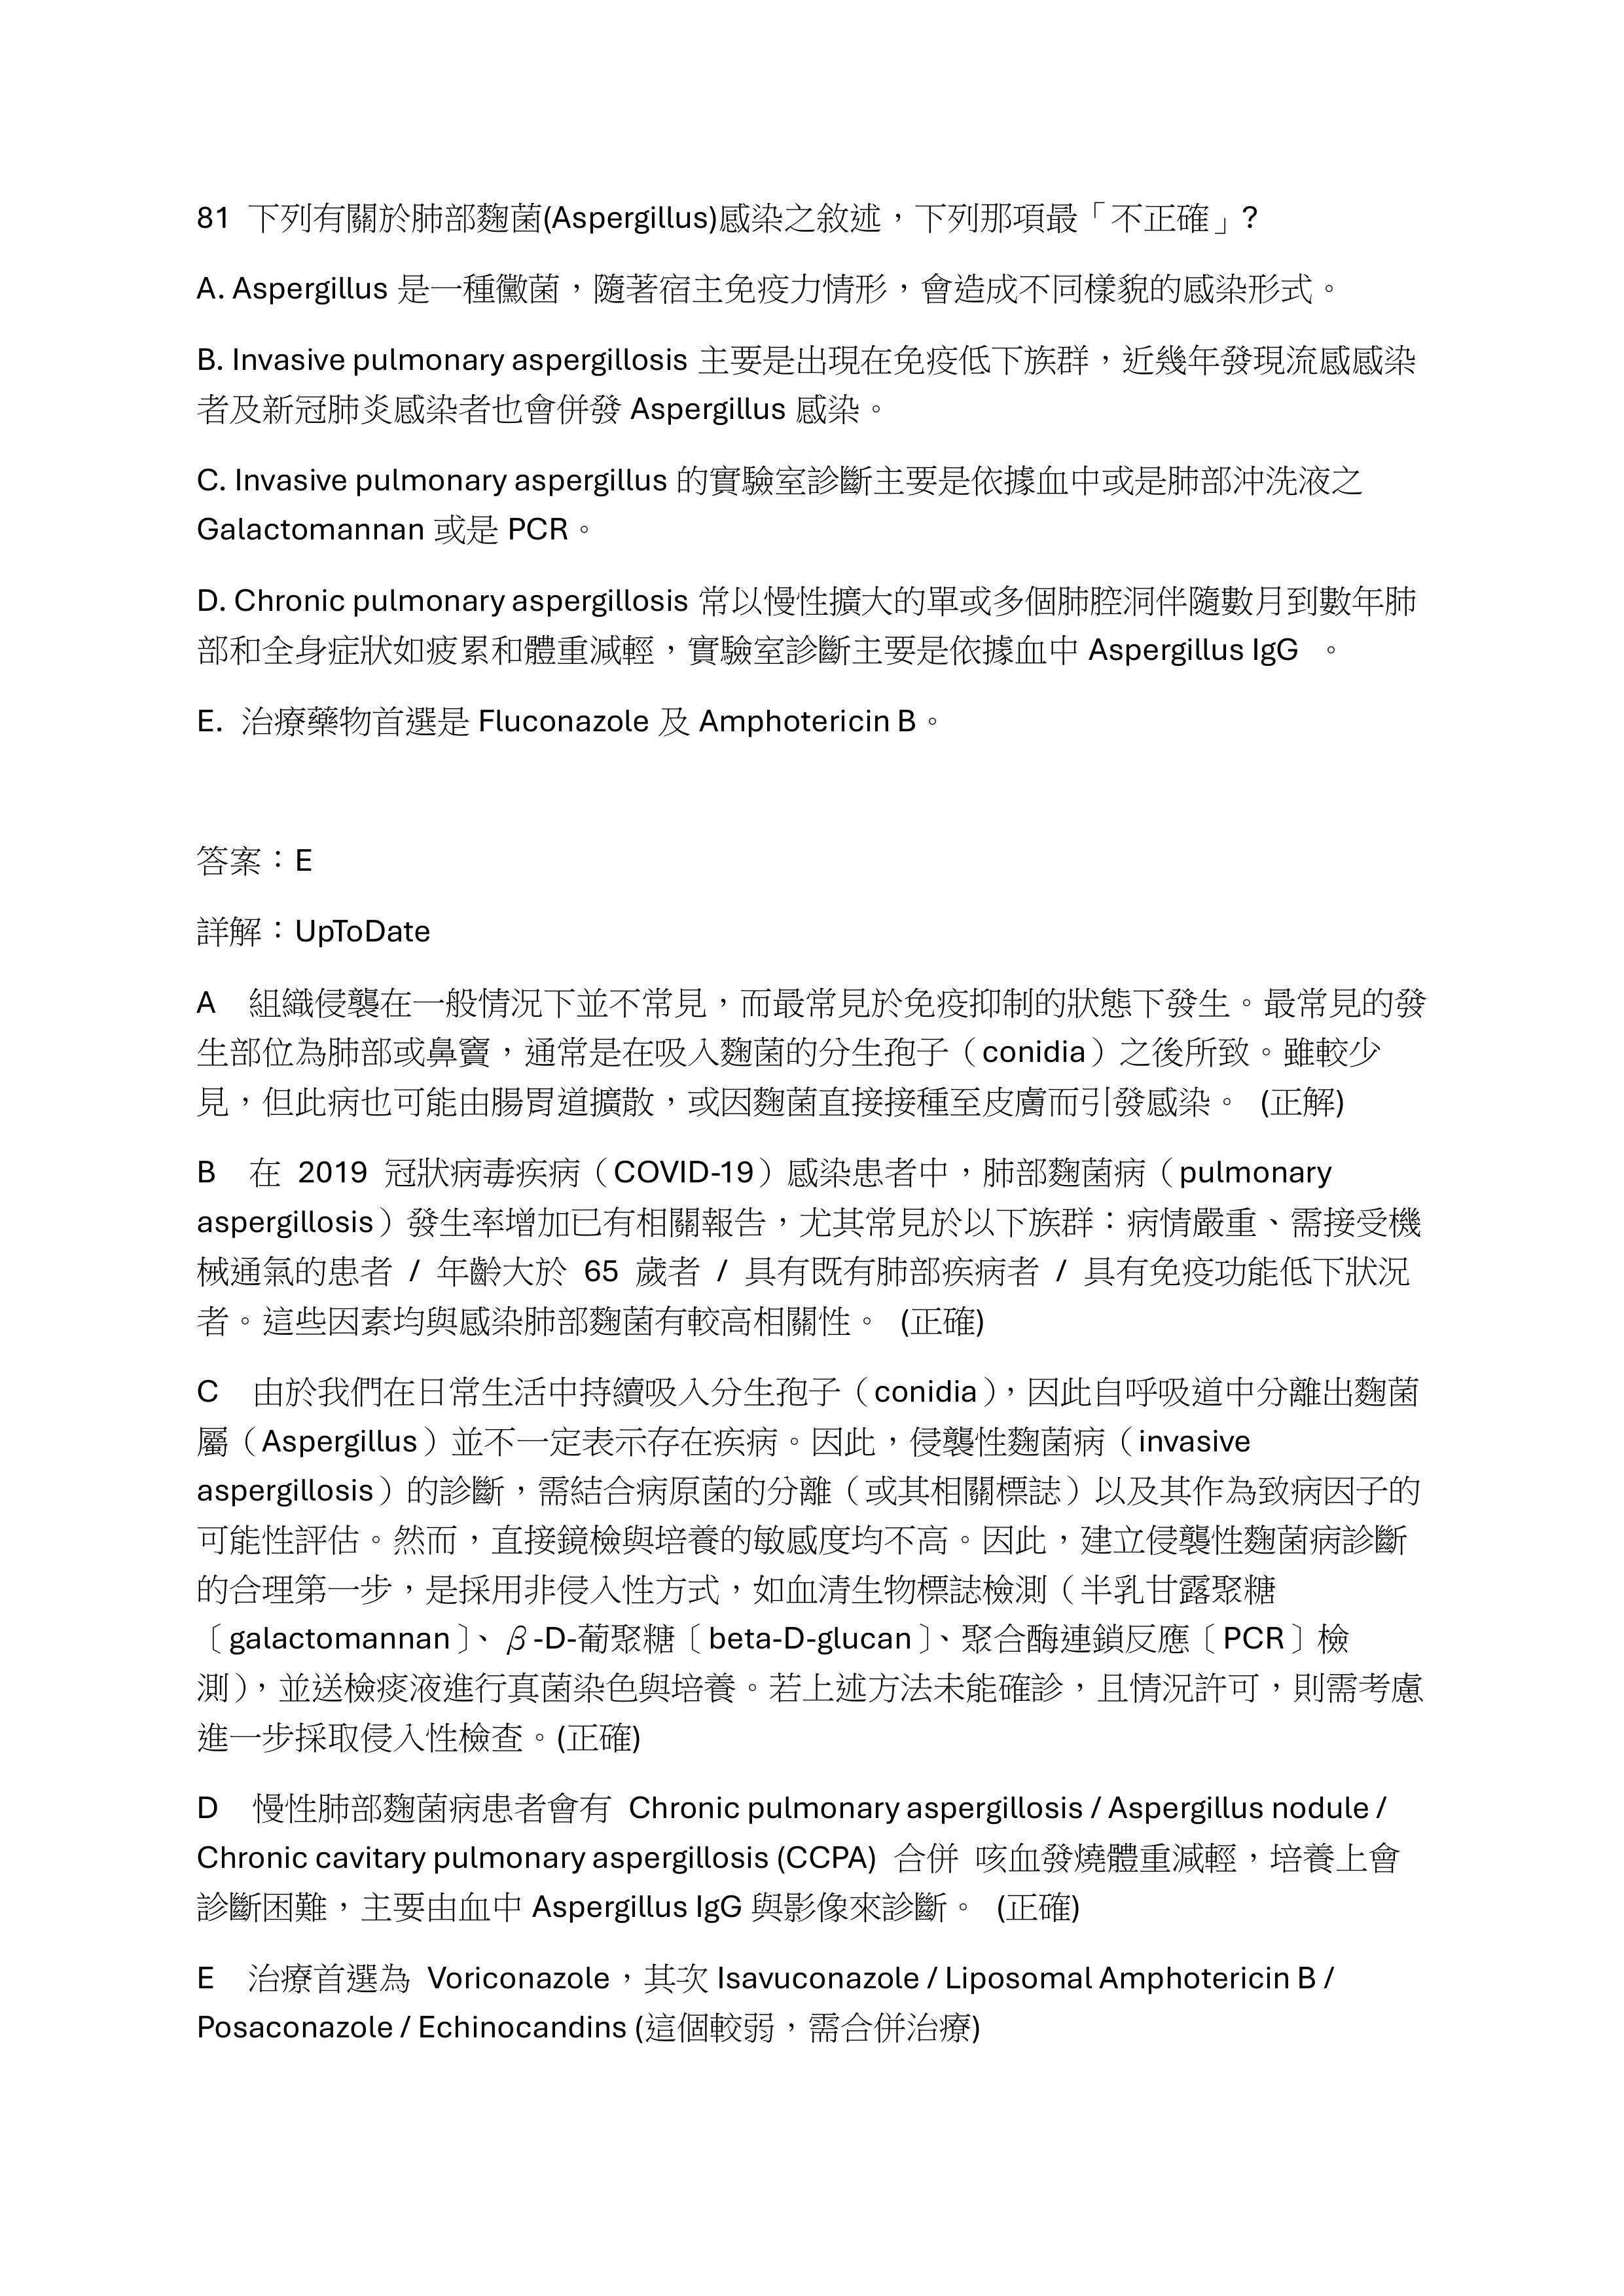 81 下列有關於肺部麴菌(Aspergillus)感染之敘述，下列那項最「不正確」?
A. Aspergillus 是一種黴菌，隨著宿主免疫力情形，會造成不同樣貌的感染形式。
B. Invasive pulmonary aspergillosis 主要是出現在免疫低下族群，近幾年發現流感感染
者及新冠肺炎感染者也會併發 Aspergillus 感染。
C. Invasive pulmonary aspergillus 的實驗室診斷主要是依據血中或是肺部沖洗液之
Galactomannan 或是 PCR。
D. Chronic pulmonary aspergillosis 常以慢性擴大的單或多個肺腔洞伴隨數月到數年肺
部和全身症狀如疲累和體重減輕，實驗室診斷主要是依據血中 Aspergillus IgG 。
E. 治療藥物首選是 Fluconazole 及 Amphotericin B。
答案：E
詳解：UpToDate
A 組織侵襲在一般情況下並不常見，而最常見於免疫抑制的狀態下發生。最常見的發
生部位為肺部或鼻竇，通常是在吸入麴菌的分生孢子（conidia）之後所致。雖較少
見，但此病也可能由腸胃道擴散，或因麴菌直接接種至皮膚而引發感染。 (正解)
B 在 2019 冠狀病毒疾病（COVID-19）感染患者中，肺部麴菌病（pulmonary
aspergillosis）發生率增加已有相關報告，尤其常見於以下族群：病情嚴重、需接受機
械通氣的患者 / 年齡大於 65 歲者 / 具有既有肺部疾病者 / 具有免疫功能低下狀況
者。這些因素均與感染肺部麴菌有較高相關性。 (正確)
C 由於我們在日常生活中持續吸入分生孢子（conidia），因此自呼吸道中分離出麴菌
屬（Aspergillus）並不一定表示存在疾病。因此，侵襲性麴菌病（invasive
aspergillosis）的診斷，需結合病原菌的分離（或其相關標誌）以及其作為致病因子的
可能性評估。然而，直接鏡檢與培養的敏感度均不高。因此，建立侵襲性麴菌病診斷
的合理第一步，是採用非侵入性方式，如血清生物標誌檢測（半乳甘露聚糖
〔galactomannan〕、β-D-葡聚糖〔beta-D-glucan〕、聚合酶連鎖反應〔PCR〕檢
測），並送檢痰液進行真菌染色與培養。若上述方法未能確診，且情況許可，則需考慮
進一步採取侵入性檢查。(正確)
D 慢性肺部麴菌病患者會有 Chronic pulmonary aspergillosis / Aspergillus nodule /
Chronic cavitary pulmonary aspergillosis (CCPA) 合併 咳血發燒體重減輕，培養上會
診斷困難，主要由血中 Aspergillus IgG 與影像來診斷。 (正確)
E 治療首選為 Voriconazole，其次 Isavuconazole / Liposomal Amphotericin B /
Posaconazole / Echinocandins (這個較弱，需合併治療)